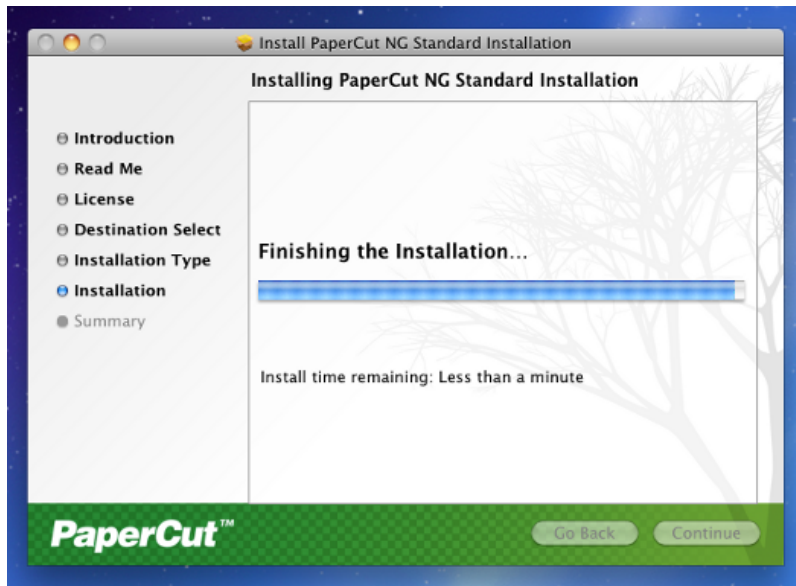 Install PaperCut NG Standard Installation
Installing PaperCut NG Standard Installation
Introduction
Read Me
License
Destination Select
Installation Type
Installation
Summary
Finishing the Installation...
Install time remaining: Less than a minute
PaperCut™
Go Back
Continue